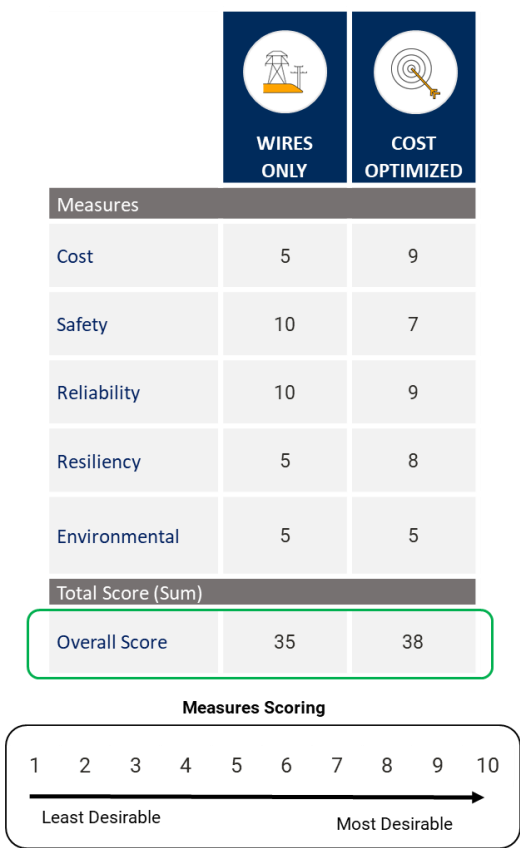 WIRES ONLY
COST OPTIMIZED
Measures
Cost 5 9
Safety 10 7
Reliability 10 9
Resiliency 5 8
Environmental 5 5
Total Score (Sum)
Overall Score 35 38
Measures Scoring
1 2 3 4 5 6 7 8 9 10
Least Desirable
Most Desirable